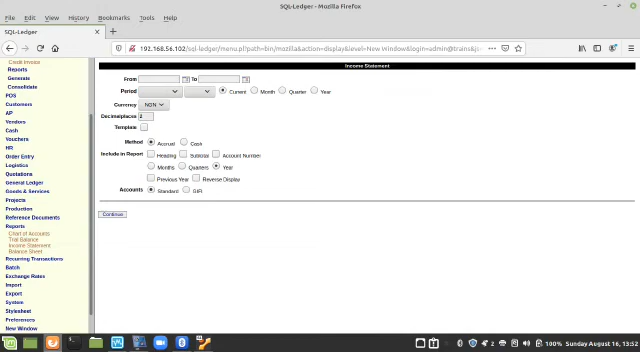 SQL-Ledger - Mozilla Firefox
File Edit View History Bookmarks Tools Help
SQL-Ledger
192.168.56.102/sql-ledger/menu.pl?path=bin/mozilla&action=display&level=New Window&login=admin@trains&js=
Credit Invoice
Reports
Generate
Consolidate
POS
Customers
AP
Vendors
Cash
Vouchers
HR
Order Entry
Logistics
Quotations
General Ledger
Goods & Services
Projects
Production
Reference Documents
Reports
Chart of Accounts
Trial Balance
Income Statement
Balance Sheet
Recurring Transactions
Batch
Exchange Rates
Import
Export
System
Stylesheet
Preferences
New Window
Income Statement
From To
Period Current Month Quarter Year
Currency NON
Decimalplaces 2
Template
Method Accrual Cash
Include in Report Heading Subtotal Account Number
Months Quarters Year
Previous Year Reverse Display
Accounts Standard GIFI
Continue
2 100% Sunday August 16, 13:52